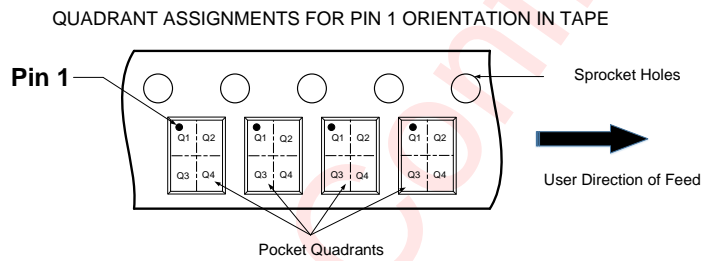 QUADRANT ASSIGNMENTS FOR PIN 1 ORIENTATION IN TAPE
Pin 1
Sprocket Holes
Q1 Q2 Q1 Q2 Q1 Q2 Q1 Q2
Q3 Q4 Q3 Q4 Q3 Q4 Q3 Q4
User Direction of Feed
Pocket Quadrants